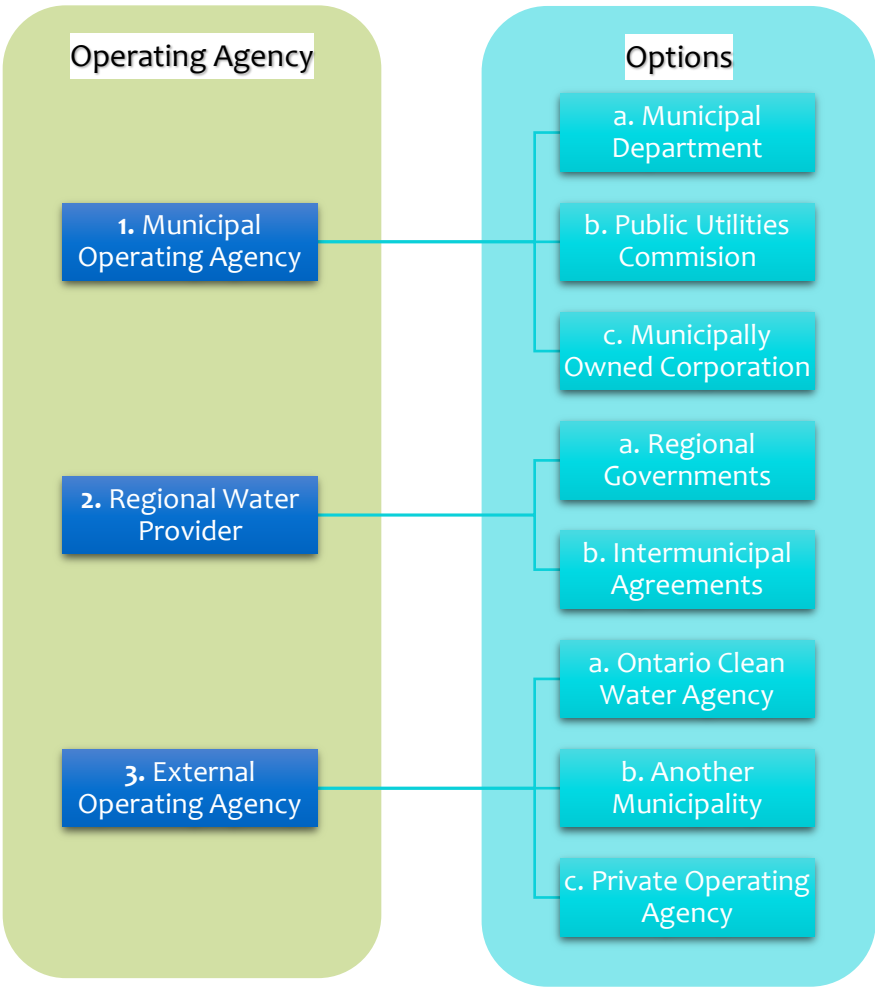 Operating Agency
Options
1. Municipal
Operating Agency
a. Municipal
Department
b. Public Utilities
Commision
c. Municipally
Owned Corporation
2. Regional Water
Provider
a. Regional
Governments
b. Intermunicipal
Agreements
3. External
Operating Agency
a. Ontario Clean
Water Agency
b. Another
Municipality
c. Private Operating
Agency